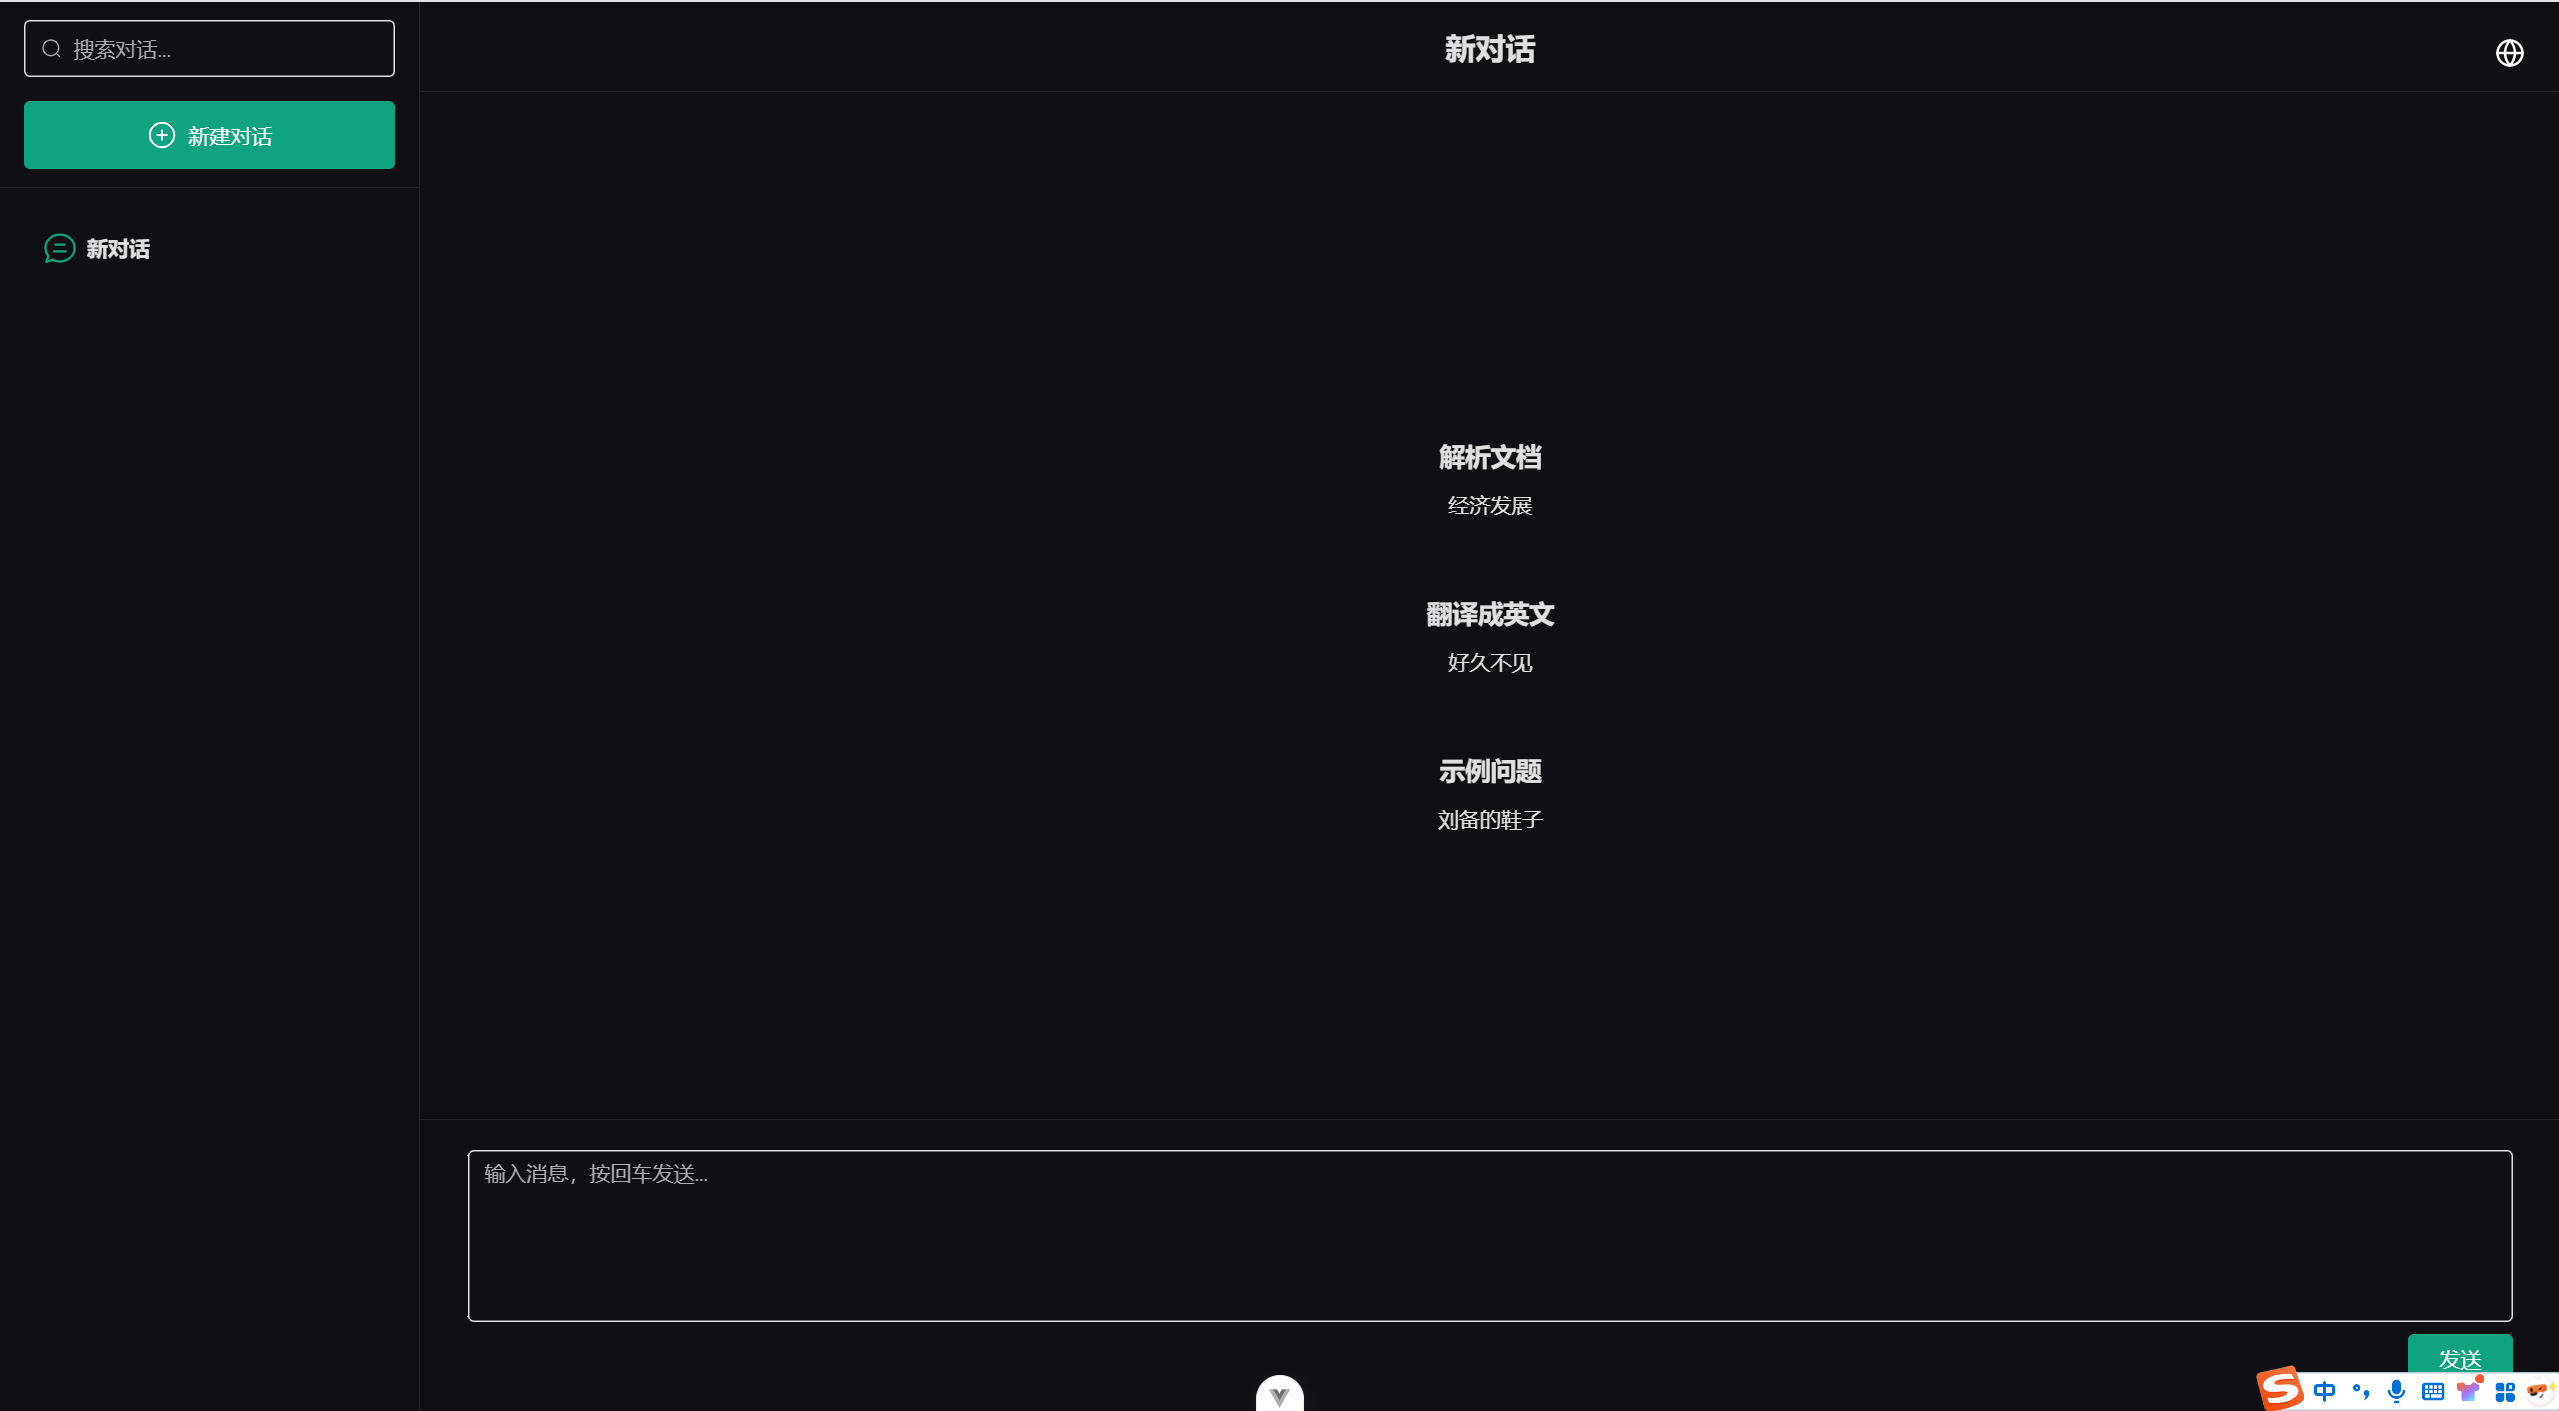 搜索对话...
新建对话
新对话
新对话
解析文档
经济发展
翻译成英文
好久不见
示例问题
刘备的鞋子
输入消息，按回车发送...
发送
中